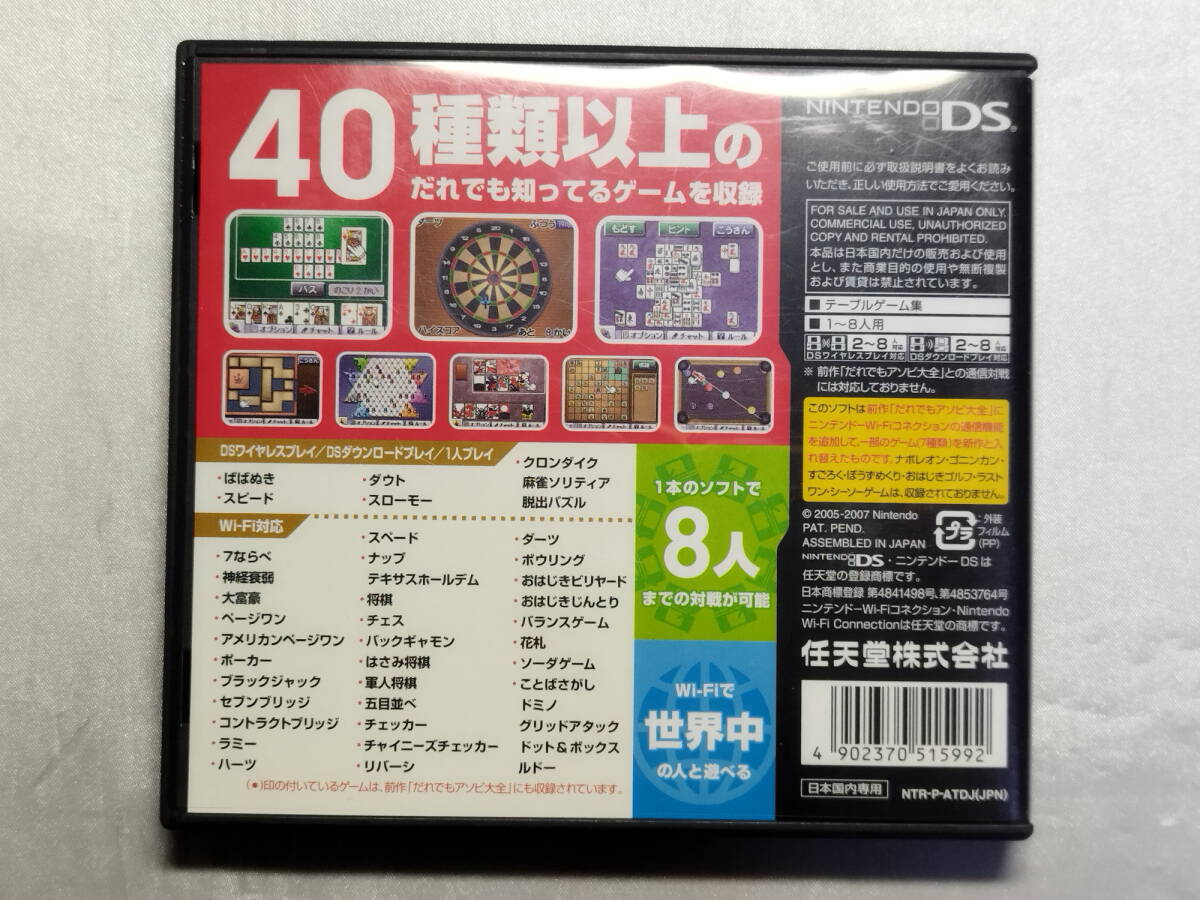 40種類以上の
だれでも知ってるゲームを収録
ダーツ
もどす
ヒント
こうさん
パス
のこり2かい
ハイスコア
あと 8かい
オプション
チャット
ルール
オプション
チャット
ルール
DSワイヤレスプレイ/DSダウンロードプレイ/1人プレイ
・ばばぬき
・スピード
・ダウト
・スローモー
・クロンダイク
麻雀ソリティア
脱出パズル
Wi-Fi対応
・7ならべ
・神経衰弱
・大富豪
・ページワン
・アメリカンページワン
・ポーカー
・ブラックジャック
・セブンブリッジ
・コントラクトブリッジ
・ラミー
・ハーツ
・スペード
・ナップ
テキサスホールデム
・将棋
・チェス
・バックギャモン
・はさみ将棋
・軍人将棋
・五目並べ
・チェッカー
・チャイニーズチェッカー
・リバーシ
・ダーツ
・ボウリング
・おはじきビリヤード
・おはじきじんとり
・バランスゲーム
・花札
・ソーダゲーム
・ことばさがし
ドミノ
グリッドアタック
ドット&ボックス
ルドー
(●)印の付いているゲームは、前作「だれでもアソビ大全」にも収録されています。
1本のソフトで
8人
までの対戦が可能
Wi-Fiで
世界中
の人と遊べる
NINTENDO DS®
ご使用前に必ず取扱説明書をよくお読み
いただき、正しい使用方法でご愛用ください。
FOR SALE AND USE IN JAPAN ONLY.
COMMERCIAL USE, UNAUTHORIZED
COPY AND RENTAL PROHIBITED.
本品は日本国内だけの販売および使用
とし、また商業目的の使用や無断複製
および賃貸は禁止されています。
■ テーブルゲーム集
■ 1〜8人用
2〜8人対応
DSワイヤレスプレイ対応
2〜8人対応
DSダウンロードプレイ対応
※ 前作「だれでもアソビ大全」との通信対戦
には対応しておりません。
このソフトは前作「だれでもアソビ大全」に
ニンテンドーWi-Fiコネクションの通信機能
を追加して、一部のゲーム(7種類)を新作と入
れ替えたものです。ナポレオン・ゴニンカン・
すごろく・ぼうずめくり・おはじきゴルフ・ラスト
ワン・シーソーゲームは、収録されておりません。
© 2005-2007 Nintendo
PAT. PEND.
ASSEMBLED IN JAPAN
プラ
外装
フィルム
(PP)
NINTENDO DS・ニンテンドーDSは
任天堂の登録商標です。
日本商標登録 第4841498号、第4853764号
ニンテンドーWi-Fiコネクション・Nintendo
Wi-Fi Connectionは任天堂の商標です。
任天堂株式会社
4 902370 515992
日本国内専用
NTR-P-ATDJ(JPN)